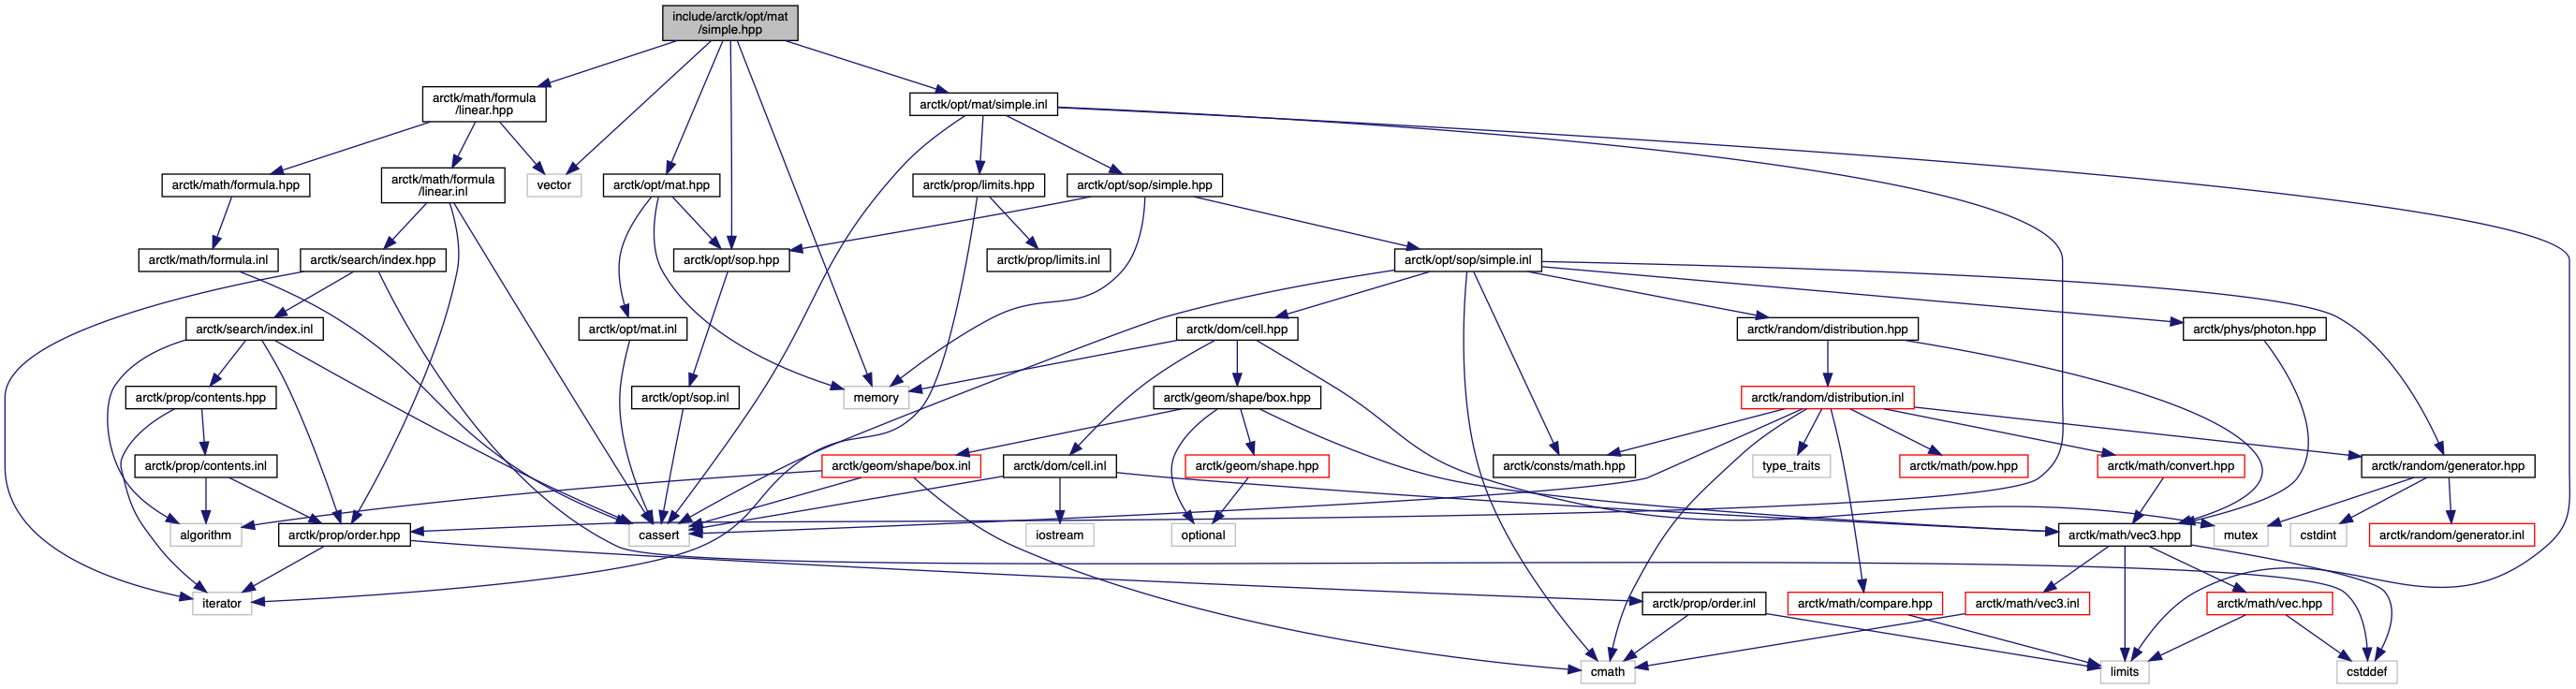 include/arctk/opt/mat
/simple.hpp
arctk/math/formula
/linear.hpp
arctk/opt/mat/simple.inl
arctk/math/formula.hpp
arctk/math/formula
/linear.inl
vector
arctk/opt/mat.hpp
arctk/prop/limits.hpp
arctk/opt/sop/simple.hpp
arctk/math/formula.inl
arctk/search/index.hpp
arctk/opt/sop.hpp
arctk/prop/limits.inl
arctk/opt/sop/simple.inl
arctk/search/index.inl
arctk/opt/mat.inl
arctk/dom/cell.hpp
arctk/random/distribution.hpp
arctk/phys/photon.hpp
arctk/prop/contents.hpp
arctk/opt/sop.inl
memory
arctk/geom/shape/box.hpp
arctk/random/distribution.inl
arctk/prop/contents.inl
arctk/geom/shape/box.inl
arctk/dom/cell.inl
arctk/geom/shape.hpp
arctk/consts/math.hpp
type_traits
arctk/math/pow.hpp
arctk/math/convert.hpp
arctk/random/generator.hpp
algorithm
arctk/prop/order.hpp
cassert
iostream
optional
arctk/math/vec3.hpp
mutex
cstdint
arctk/random/generator.inl
iterator
arctk/prop/order.inl
arctk/math/compare.hpp
arctk/math/vec3.inl
arctk/math/vec.hpp
cmath
limits
cstddef